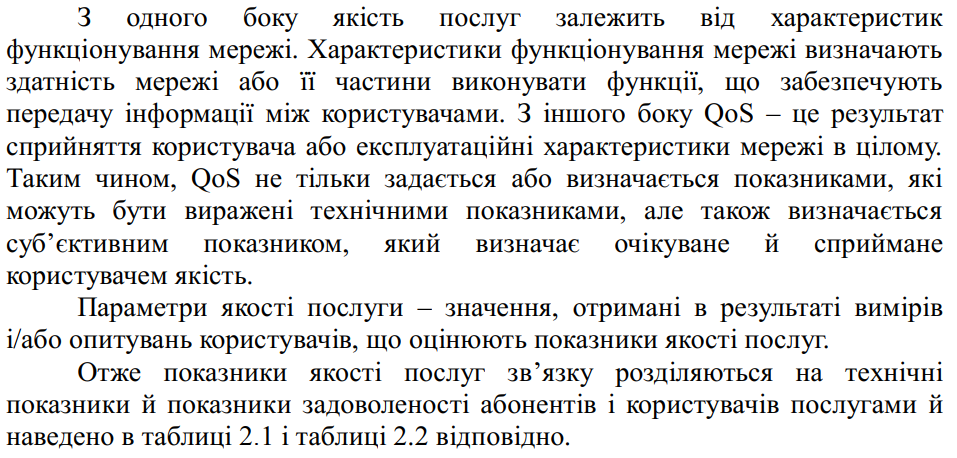 З одного боку якість послуг залежить від характеристик
функціонування мережі. Характеристики функціонування мережі визначають
здатність мережі або її частини виконувати функції, що забезпечують
передачу інформації між користувачами. З іншого боку QoS – це результат
сприйняття користувача або експлуатаційні характеристики мережі в цілому.
Таким чином, QoS не тільки задається або визначається показниками, які
можуть бути виражені технічними показниками, але також визначається
суб’єктивним показником, який визначає очікуване й сприймане
користувачем якість.
Параметри якості послуги – значення, отримані в результаті вимірів
і/або опитувань користувачів, що оцінюють показники якості послуг.
Отже показники якості послуг зв’язку розділяються на технічні
показники й показники задоволеності абонентів і користувачів послугами й
наведено в таблиці 2.1 і таблиці 2.2 відповідно.